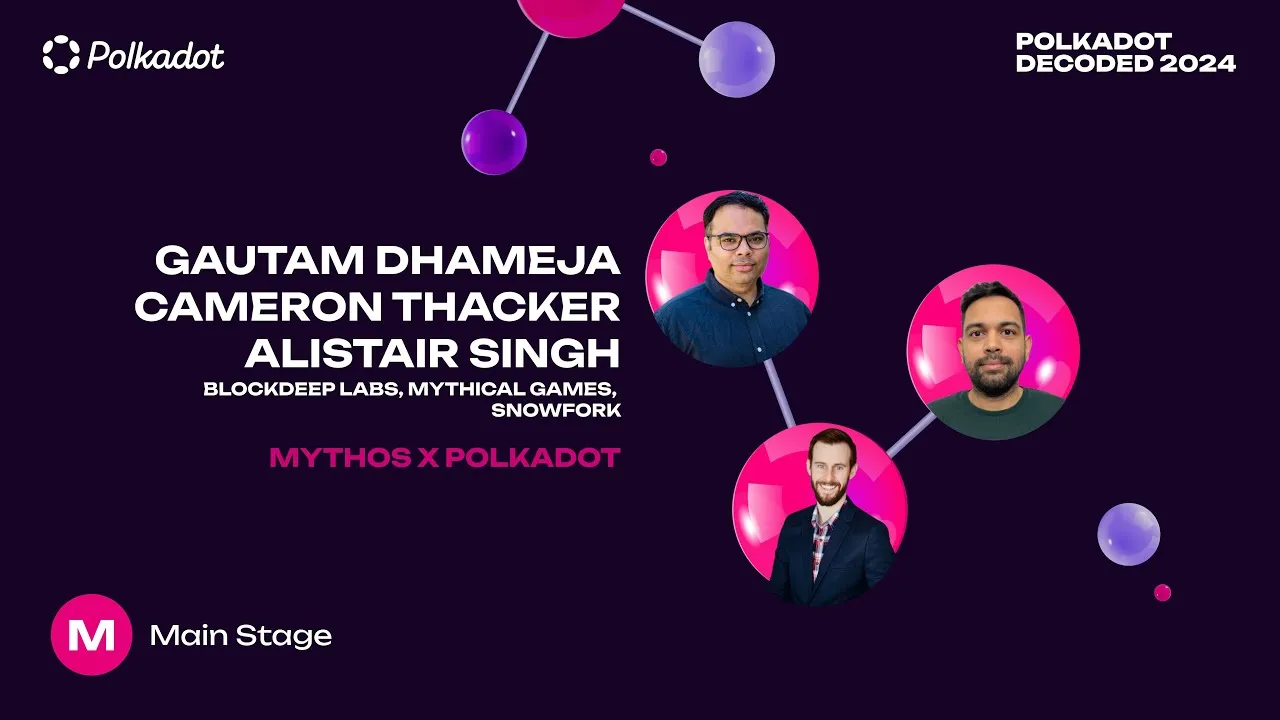 Polkadot
POLKADOT
DECODED 2024
GAUTAM DHAMEJA
CAMERON THACKER
ALISTAIR SINGH
BLOCKDEEP LABS, MYTHICAL GAMES,
SNOWFORK
MYTHOS X POLKADOT
M
Main Stage